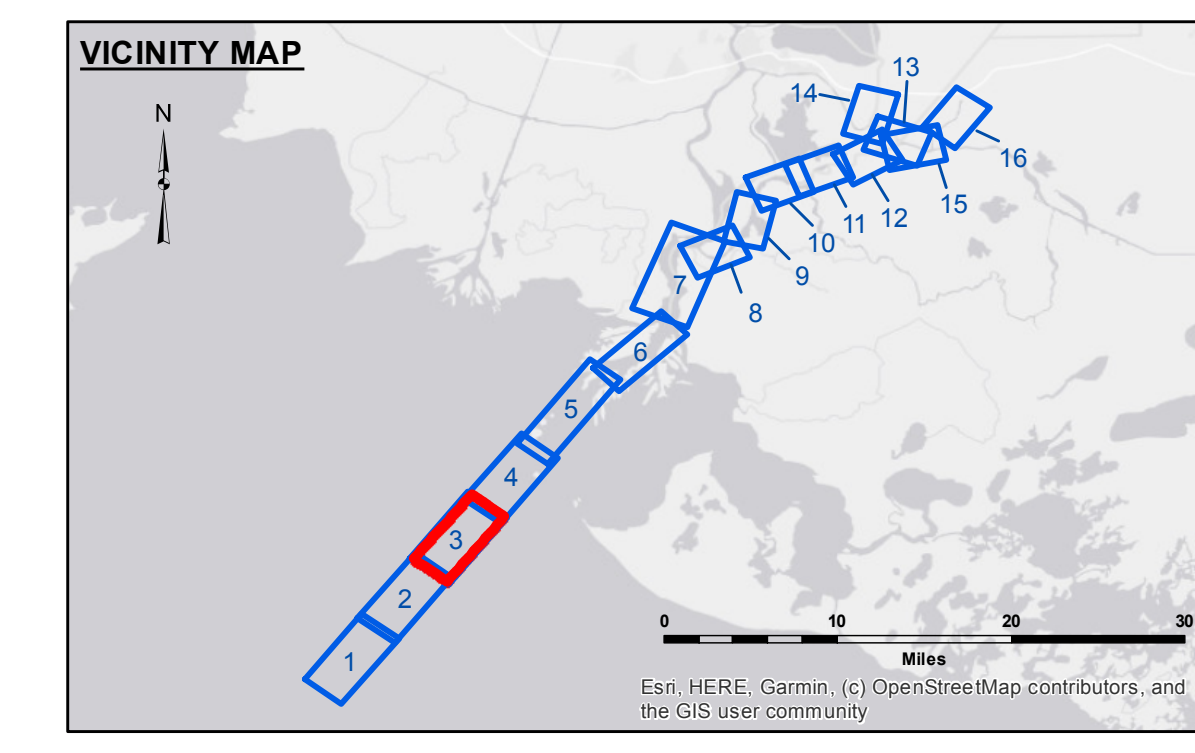 VICINITY MAP
N
13
14
16
15
12
11
10
9
8
7
6
5
4
3
2
1
0 10 20 30
Miles
Esri, HERE, Garmin, (c) OpenStreetMap contributors, and
the GIS user community